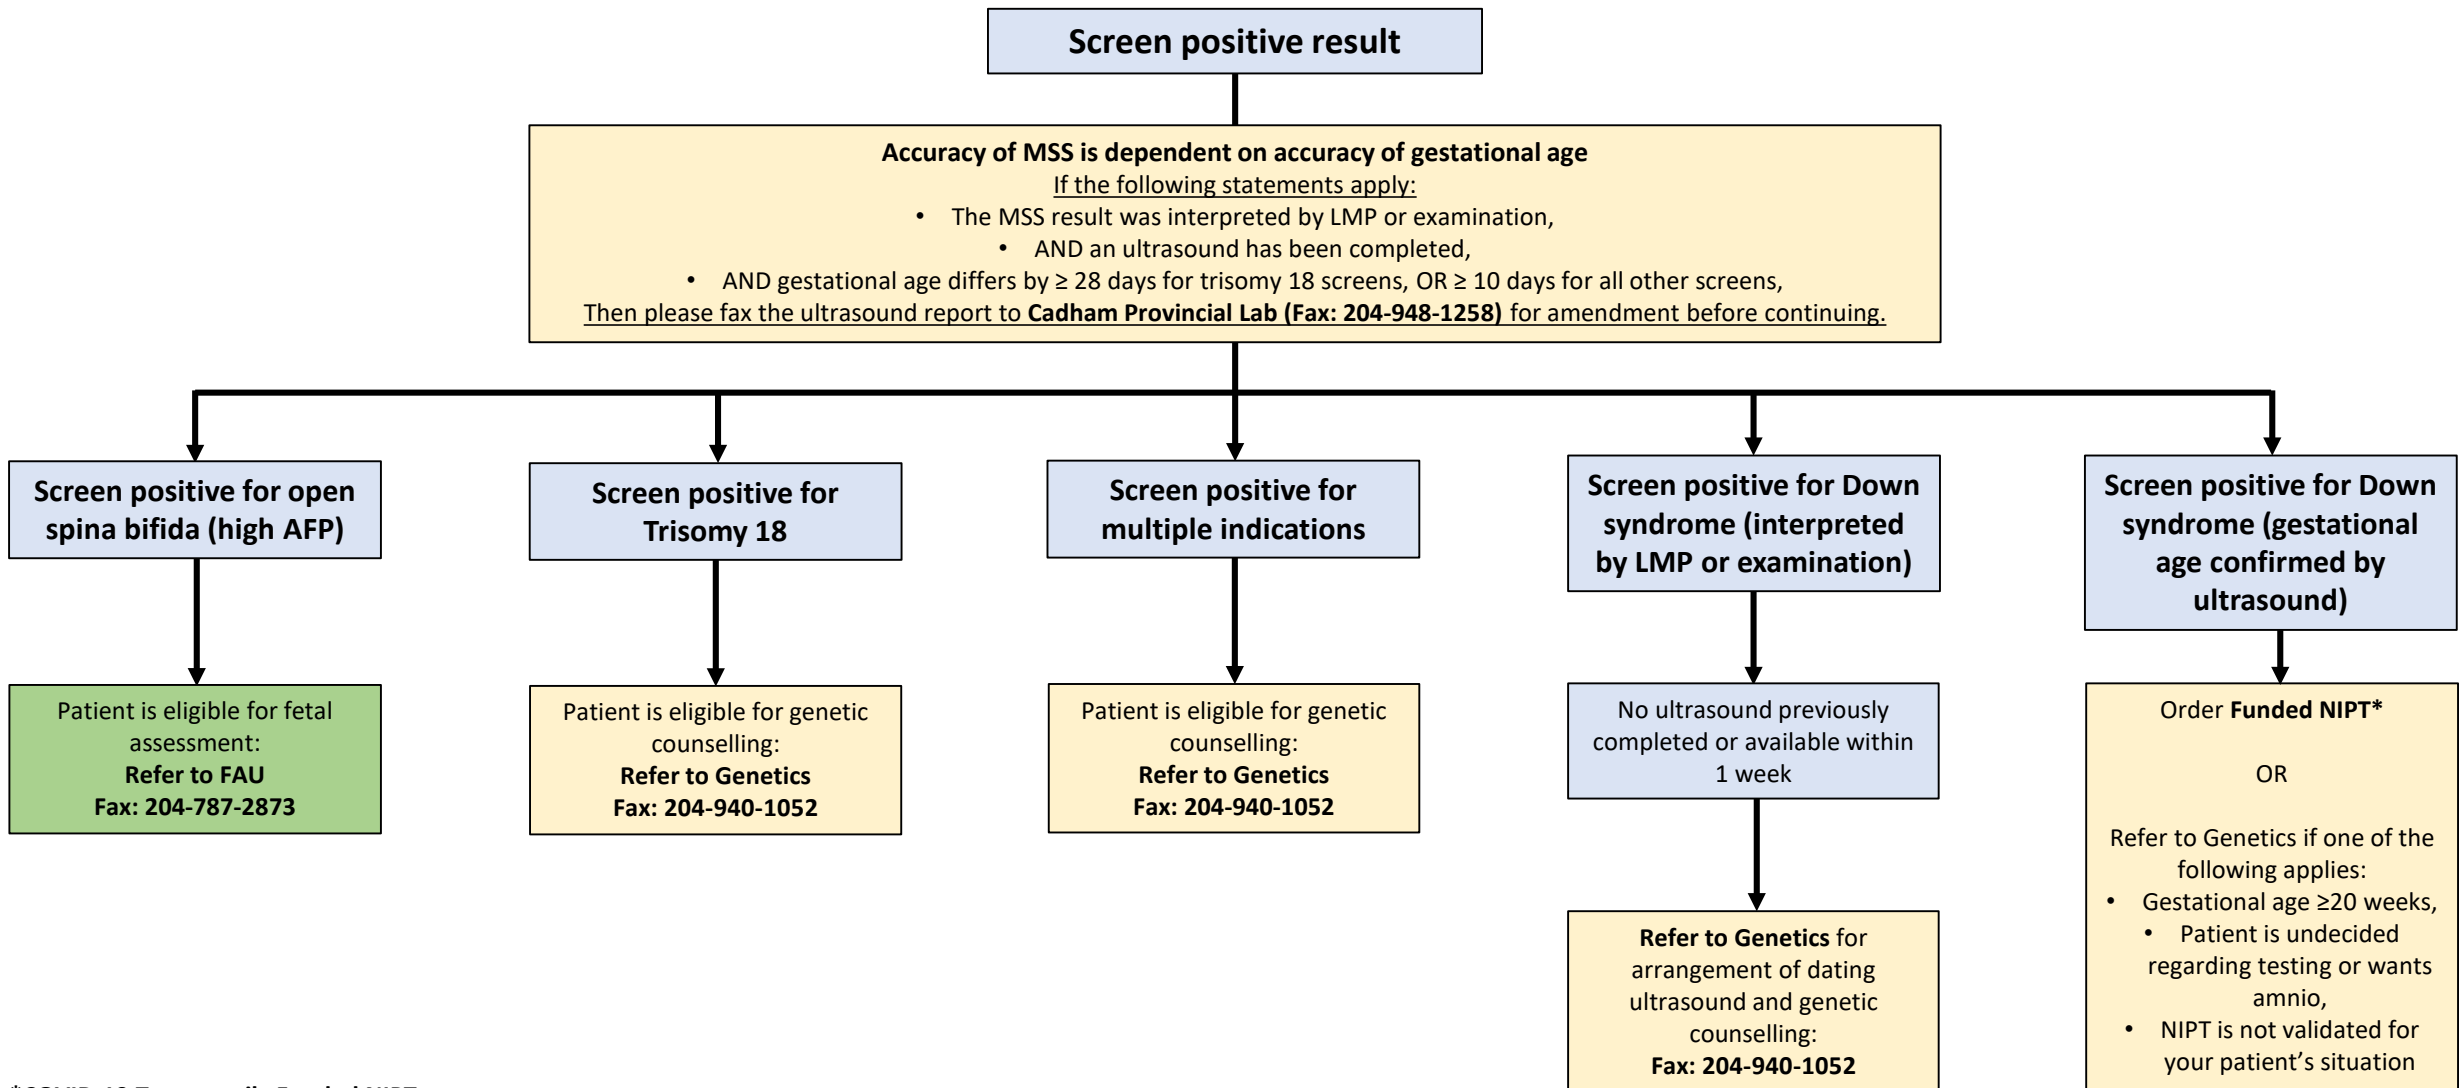 Screen positive result
Accuracy of MSS is dependent on accuracy of gestational age
If the following statements apply:
• The MSS result was interpreted by LMP or examination,
• AND an ultrasound has been completed,
• AND gestational age differs by ≥ 28 days for trisomy 18 screens, OR ≥ 10 days for all other screens,
Then please fax the ultrasound report to Cadham Provincial Lab (Fax: 204-948-1258) for amendment before continuing.
Screen positive for open
spina bifida (high AFP)
Patient is eligible for fetal
assessment:
Refer to FAU
Fax: 204-787-2873
Screen positive for
Trisomy 18
Patient is eligible for genetic
counselling:
Refer to Genetics
Fax: 204-940-1052
Screen positive for
multiple indications
Patient is eligible for genetic
counselling:
Refer to Genetics
Fax: 204-940-1052
Screen positive for Down
syndrome (interpreted
by LMP or examination)
No ultrasound previously
completed or available within
1 week
Refer to Genetics for
arrangement of dating
ultrasound and genetic
counselling:
Fax: 204-940-1052
Screen positive for Down
syndrome (gestational
age confirmed by
ultrasound)
Order Funded NIPT*
OR
Refer to Genetics if one of the
following applies:
• Gestational age ≥20 weeks,
• Patient is undecided
regarding testing or wants
amnio,
• NIPT is not validated for
your patient's situation